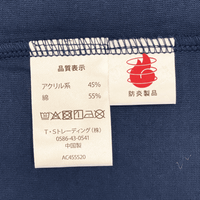 品質表示
アクリル系 45%
綿 55%
T・Sトレーディング(株)
0586-43-0541
中国製
AC455S20
防炎製品